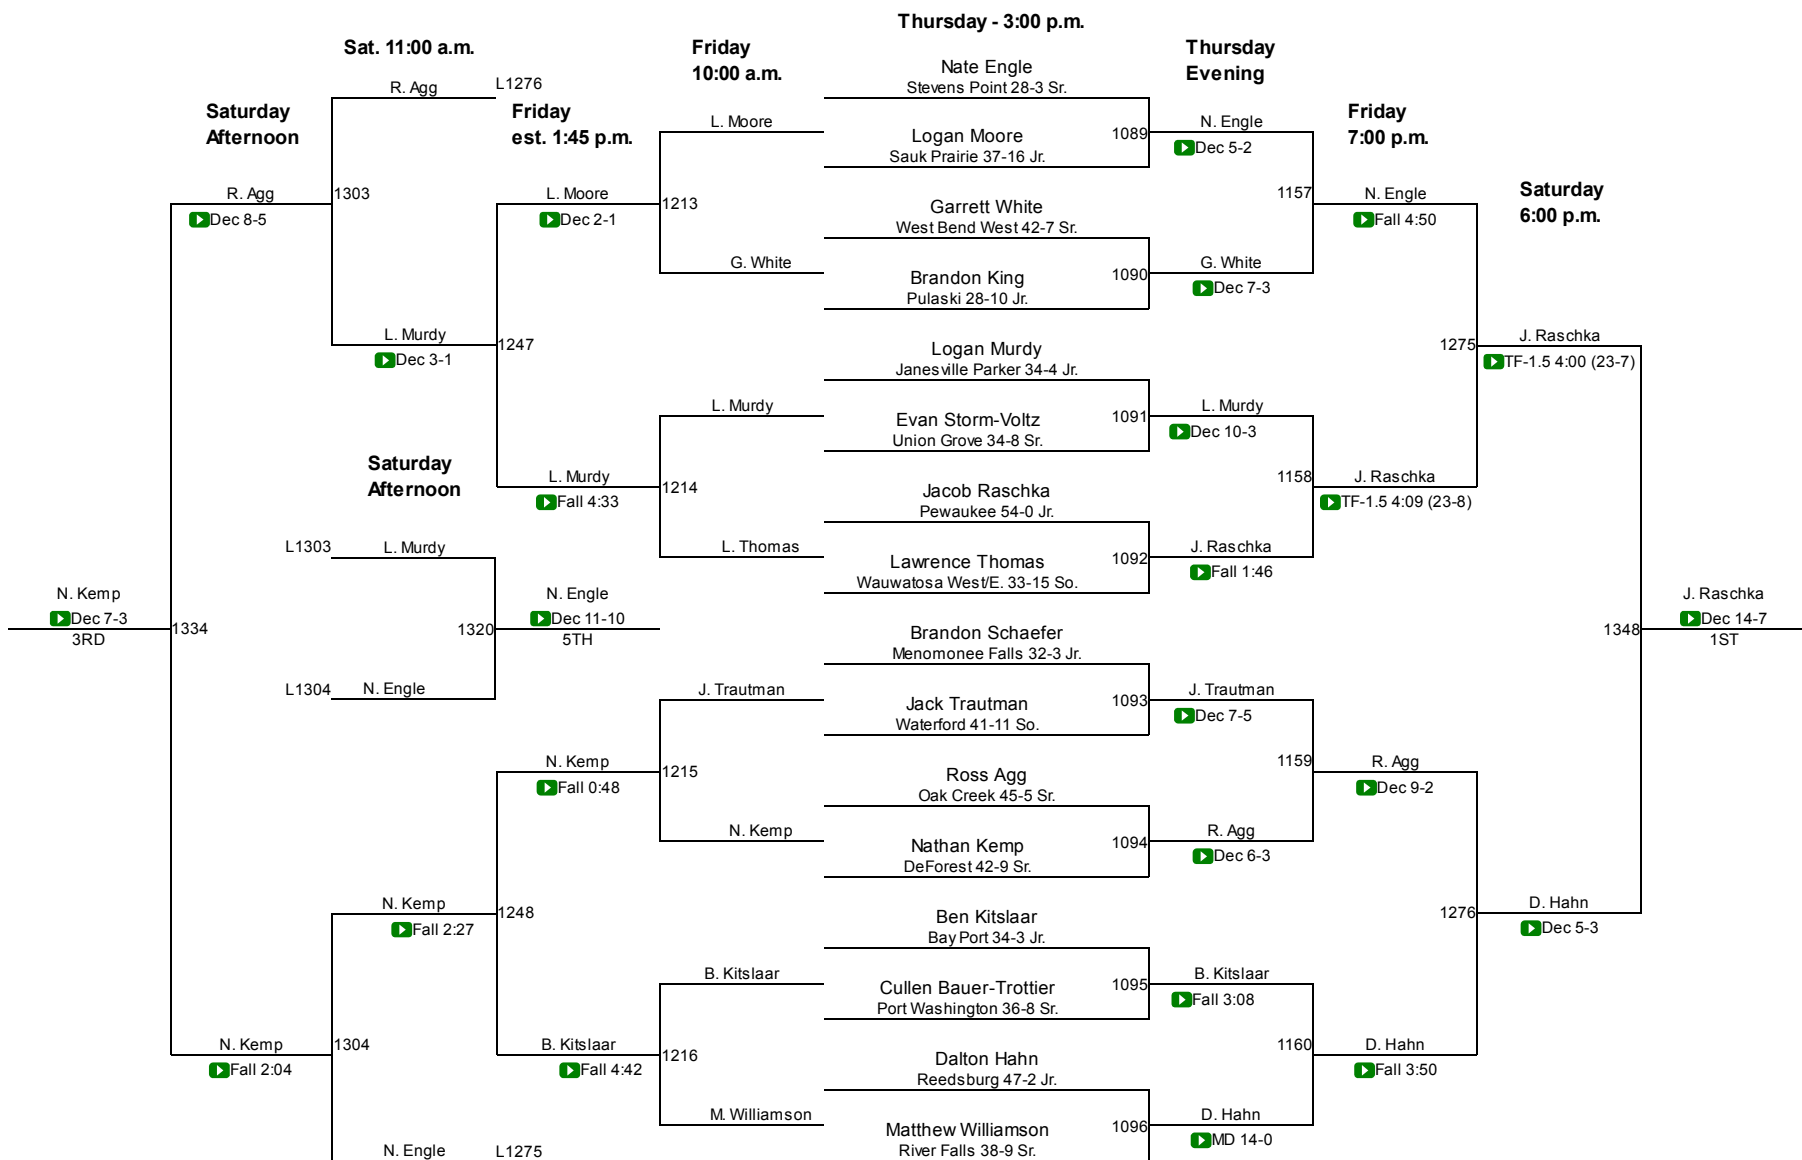 Thursday - 3:00 p.m.
Sat. 11:00 a.m.
Friday
10:00 a.m.
Thursday
Evening
Saturday
Afternoon
Friday
est. 1:45 p.m.
Friday
7:00 p.m.
Saturday
6:00 p.m.
Saturday
Afternoon
R. Agg
L1276
R. Agg
Dec 8-5
1303
L. Murdy
Dec 3-1
1247
L. Moore
Dec 2-1
1213
L. Moore
G. White
L. Murdy
Fall 4:33
1214
L. Murdy
L. Thomas
L1303
L. Murdy
L1304
N. Engle
1320
N. Engle
Dec 11-10
5TH
N. Kemp
Dec 7-3
3RD
1334
N. Kemp
Fall 0:48
1215
J. Trautman
N. Kemp
N. Kemp
Fall 2:27
1248
B. Kitslaar
Fall 4:42
1216
B. Kitslaar
M. Williamson
N. Kemp
Fall 2:04
1304
N. Engle
L1275
Nate Engle
Stevens Point 28-3 Sr.
Logan Moore
Sauk Prairie 37-16 Jr.
1089
Garrett White
West Bend West 42-7 Sr.
Brandon King
Pulaski 28-10 Jr.
1090
Logan Murdy
Janesville Parker 34-4 Jr.
Evan Storm-Voltz
Union Grove 34-8 Sr.
1091
Jacob Raschka
Pewaukee 54-0 Jr.
Lawrence Thomas
Wauwatosa West/E. 33-15 So.
1092
Brandon Schaefer
Menomonee Falls 32-3 Jr.
Jack Trautman
Waterford 41-11 So.
1093
Ross Agg
Oak Creek 45-5 Sr.
Nathan Kemp
DeForest 42-9 Sr.
1094
Ben Kitslaar
Bay Port 34-3 Jr.
Cullen Bauer-Trottier
Port Washington 36-8 Sr.
1095
Dalton Hahn
Reedsburg 47-2 Jr.
Matthew Williamson
River Falls 38-9 Sr.
1096
N. Engle
Dec 5-2
1157
G. White
Dec 7-3
L. Murdy
Dec 10-3
1158
J. Raschka
Fall 1:46
J. Trautman
Dec 7-5
1159
R. Agg
Dec 6-3
B. Kitslaar
Fall 3:08
1160
D. Hahn
MD 14-0
N. Engle
Fall 4:50
1275
J. Raschka
TF-1.5 4:09 (23-8)
R. Agg
Dec 9-2
1276
D. Hahn
Fall 3:50
J. Raschka
TF-1.5 4:00 (23-7)
1348
D. Hahn
Dec 5-3
J. Raschka
Dec 14-7
1ST